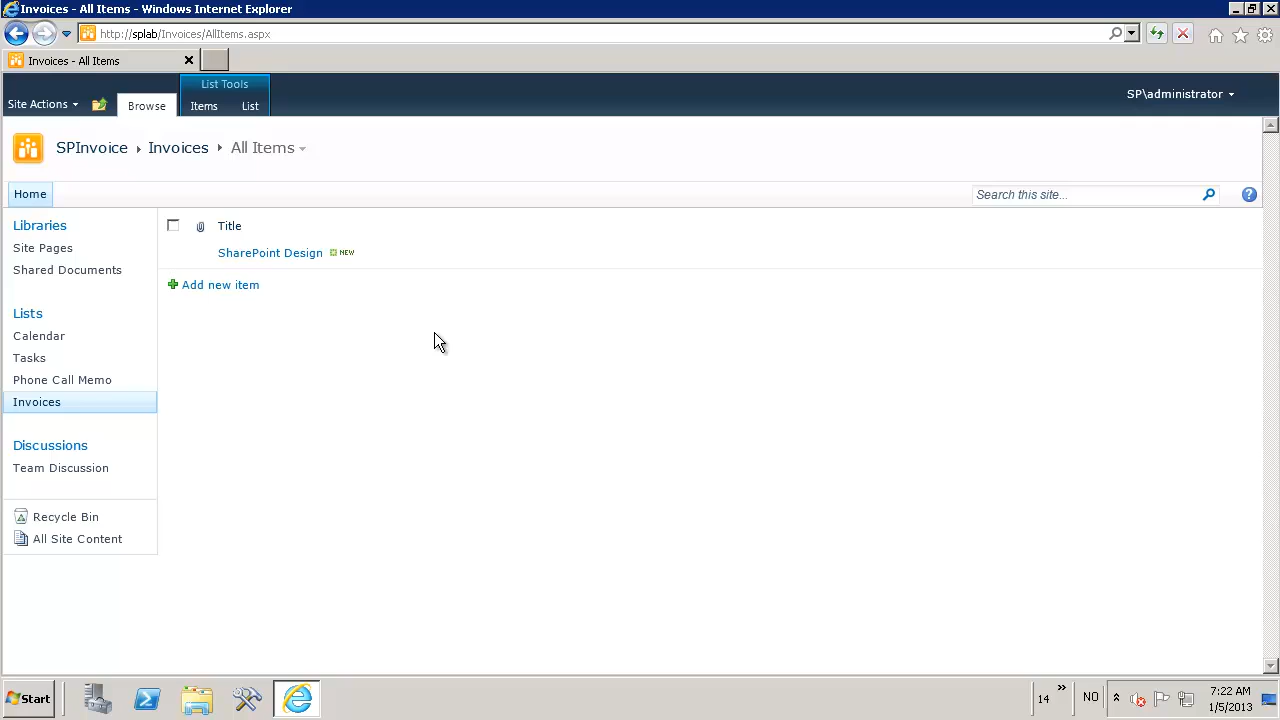 Invoices - All Items - Windows Internet Explorer
http://splab/Invoices/AllItems.aspx
Invoices - All Items
List Tools
Site Actions
Browse
Items
List
SP\administrator
SPInvoice
Invoices
All Items
Home
Search this site...
Libraries
Site Pages
Shared Documents
Lists
Calendar
Tasks
Phone Call Memo
Invoices
Discussions
Team Discussion
Recycle Bin
All Site Content
Title
SharePoint Design NEW
Add new item
Start
14
NO
7:22 AM
1/5/2013